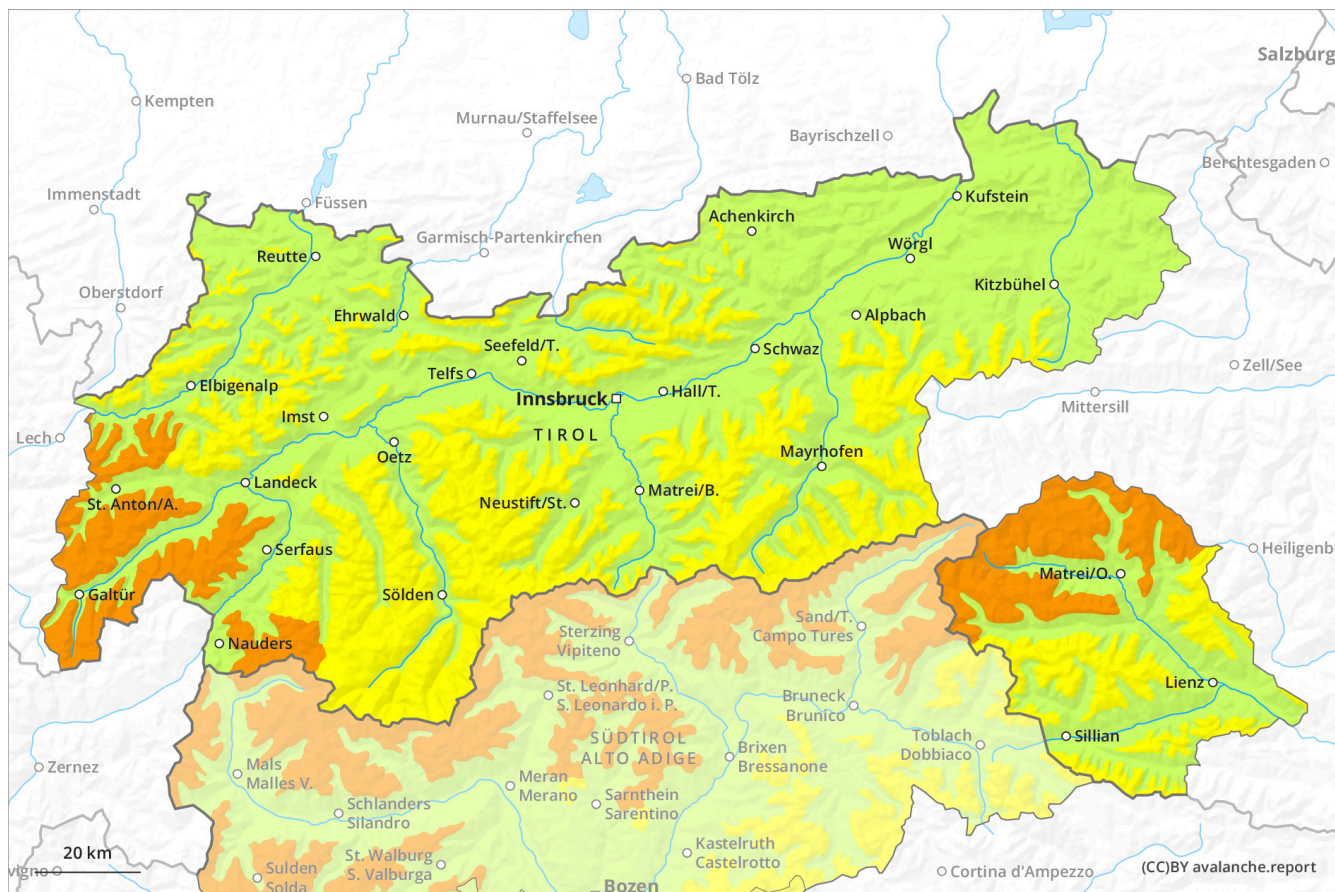 Salzburg
Bad Tölz
Kempten
Murnau/Staffelsee
Bayrischzell
Berchtesgaden
Immenstadt
Füssen
Kufstein
Achenkirch
Garmisch-Partenkirchen
Wörgl
Reutte
Kitzbühel
Oberstdorf
Ehrwald
Alpbach
Seefeld/T.
Schwaz
Zell/See
Telfs
Elbigenalp
Innsbruck
Hall/T.
Mittersill
Imst
TIROL
Lech
Oetz
Mayrhofen
Landeck
Matrei/B.
St. Anton/A.
Neustift/St.
Serfaus
Heiligenb
Matrei/O.
Galtür
Sölden
Sand/T.
Campo Tures
Sterzing
Vipiteno
Nauders
Lienz
St. Leonhard/P.
S. Leonardo i. P.
Bruneck
Brunico
Sillian
SÜDTIROL
ALTO ADIGE
Toblach
Dobbiaco
Brixen
Bressanone
Zernez
Mals
Malles V.
Meran
Merano
Sarnthein
Sarentino
Schlanders
Silandro
Kastelruth
Castelrotto
20 km
vigno
St. Walburg
S. Valburga
Sulden
Solda
Bozen
Cortina d'Ampezzo
(CC)BY avalanche.report